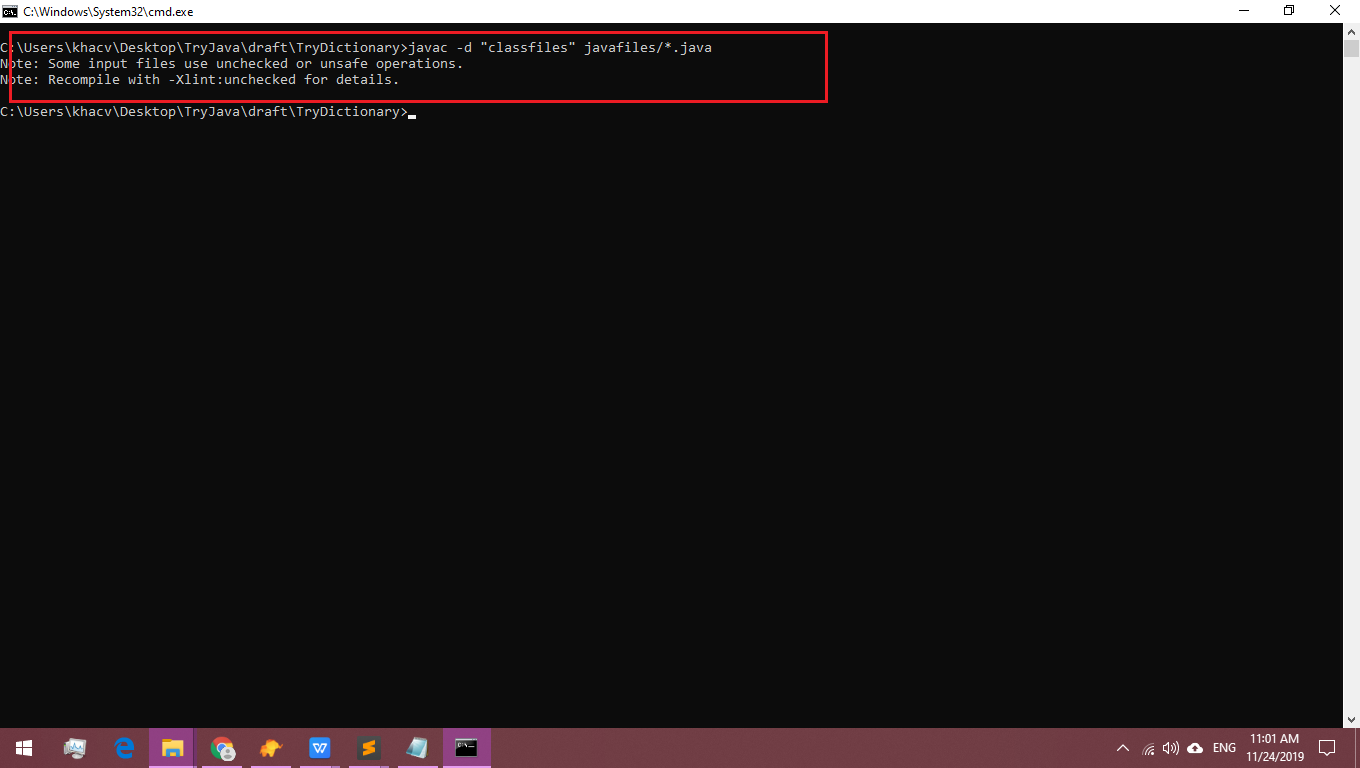 C:\Windows\System32\cmd.exe
C:\Users\khacv\Desktop\TryJava\draft\TryDictionary>javac -d "classfiles" javafiles/*.java
Note: Some input files use unchecked or unsafe operations.
Note: Recompile with -Xlint:unchecked for details.
C:\Users\khacv\Desktop\TryJava\draft\TryDictionary>
ENG
11:01 AM
11/24/2019